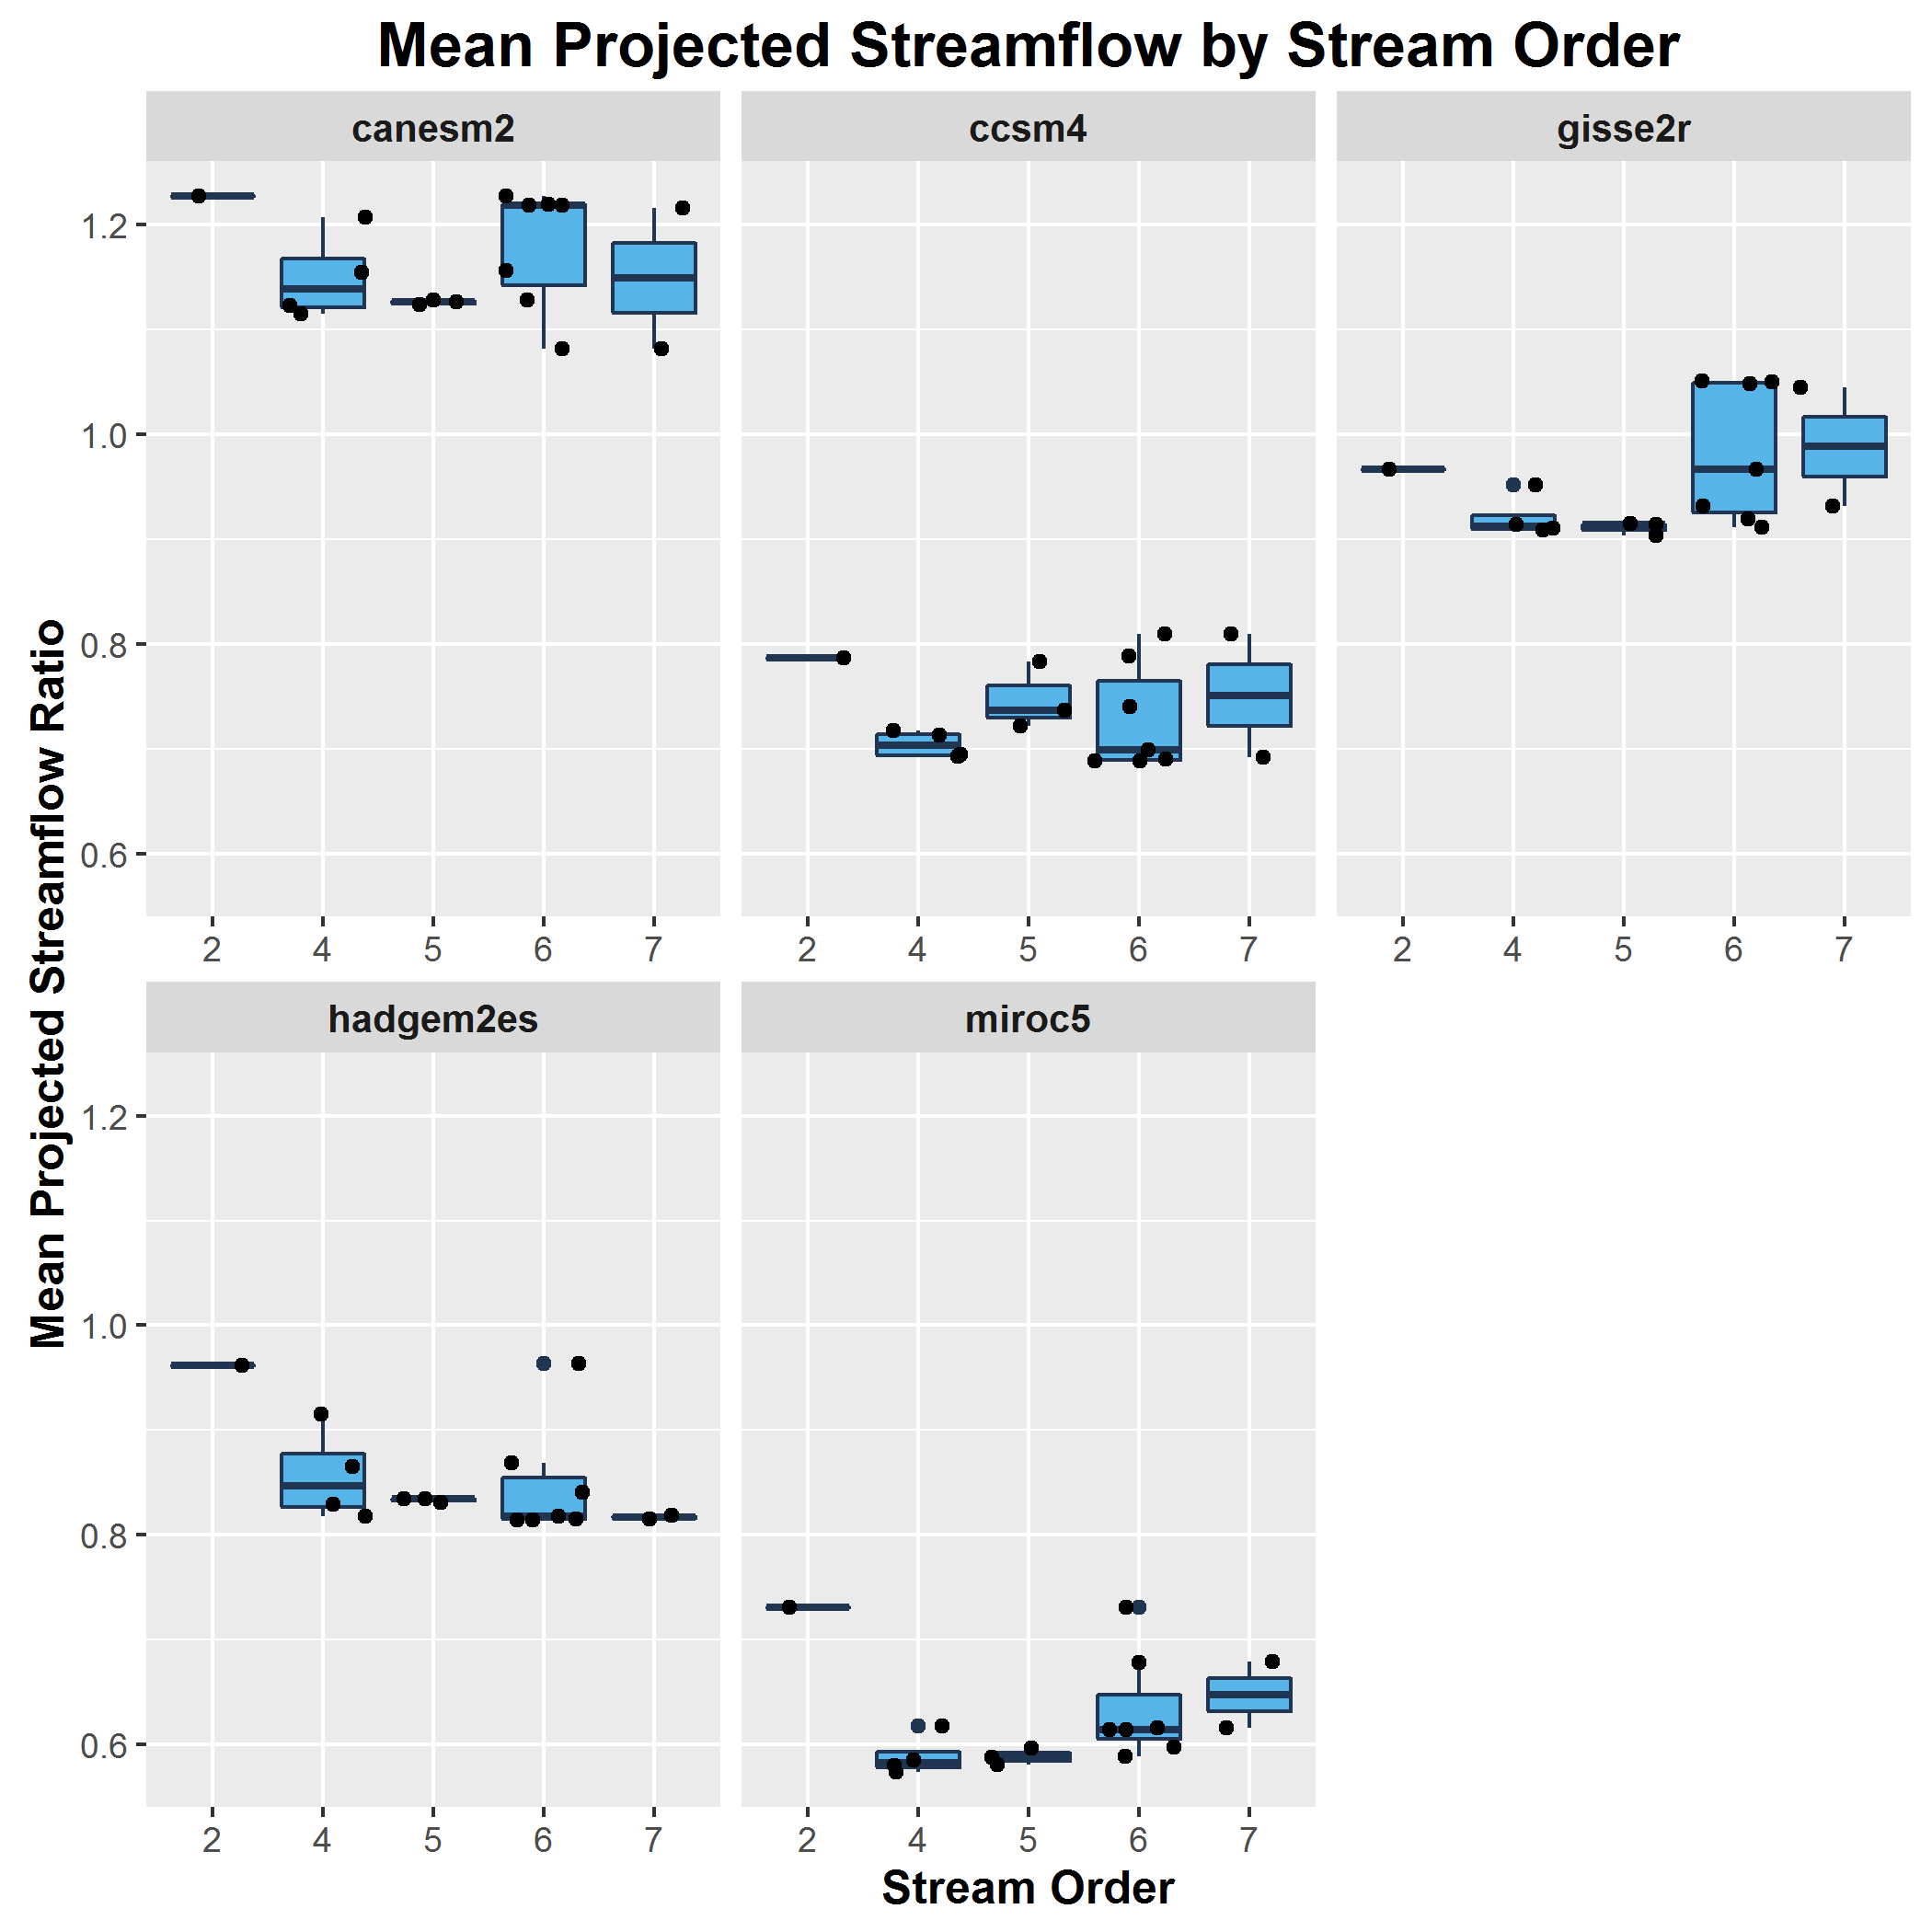 Mean Projected Streamflow by Stream Order
canesm2
ccsm4
gisse2r
1.2
1.0
0.8
0.6
2 4 5 6 7
2 4 5 6 7
2 4 5 6 7
Mean Projected Streamflow Ratio
hadgem2es
miroc5
1.2
1.0
0.8
0.6
2 4 5 6 7
2 4 5 6 7
Stream Order